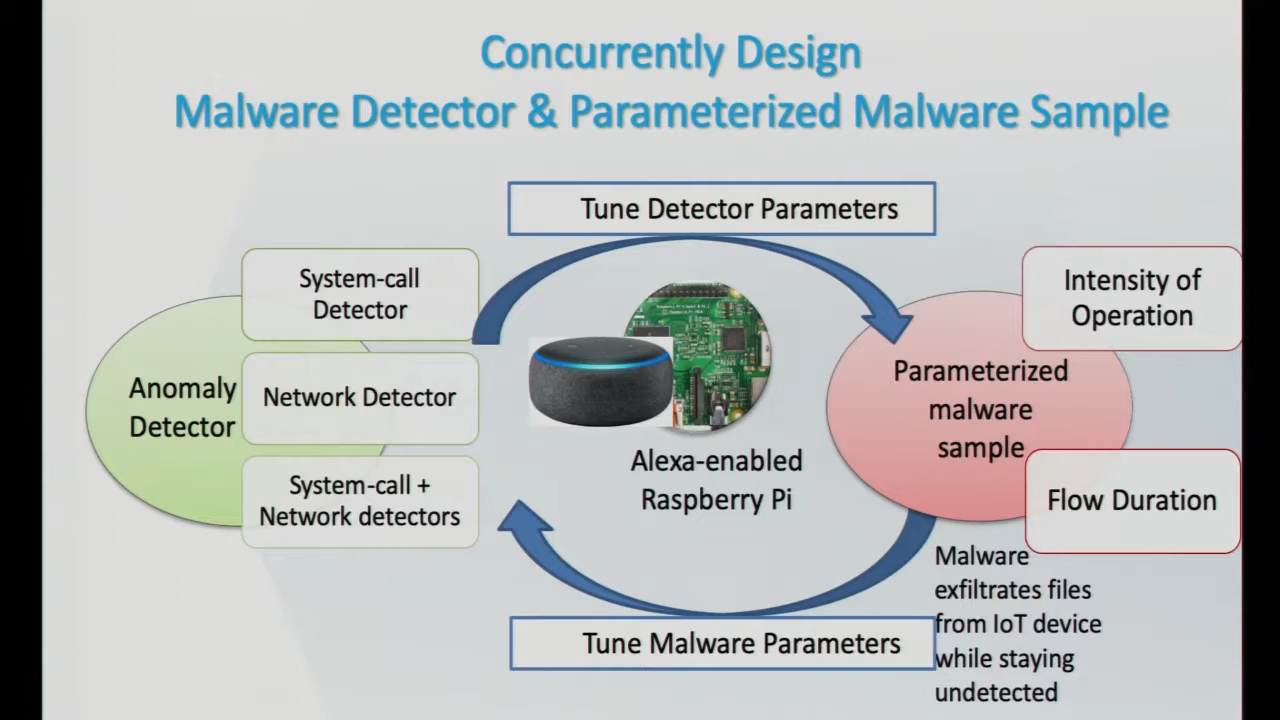 Concurrently Design
Malware Detector & Parameterized Malware Sample
Tune Detector Parameters
System-call
Detector
Anomaly
Detector
Network Detector
System-call +
Network detectors
Alexa-enabled
Raspberry Pi
Intensity of
Operation
Parameterized
malware
sample
Flow Duration
Malware
exfiltrates files
from IoT device
while staying
undetected
Tune Malware Parameters